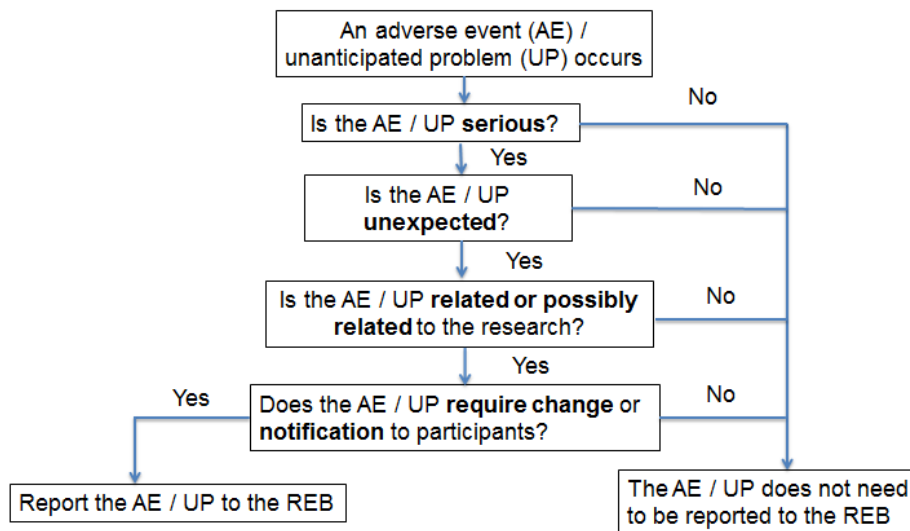 An adverse event (AE) /
unanticipated problem (UP) occurs
No
Is the AE / UP serious?
Yes
Is the AE / UP
unexpected?
No
Yes
Is the AE / UP related or possibly
related to the research?
No
Yes
Yes
Does the AE / UP require change or
notification to participants?
No
Report the AE / UP to the REB
The AE / UP does not need
to be reported to the REB